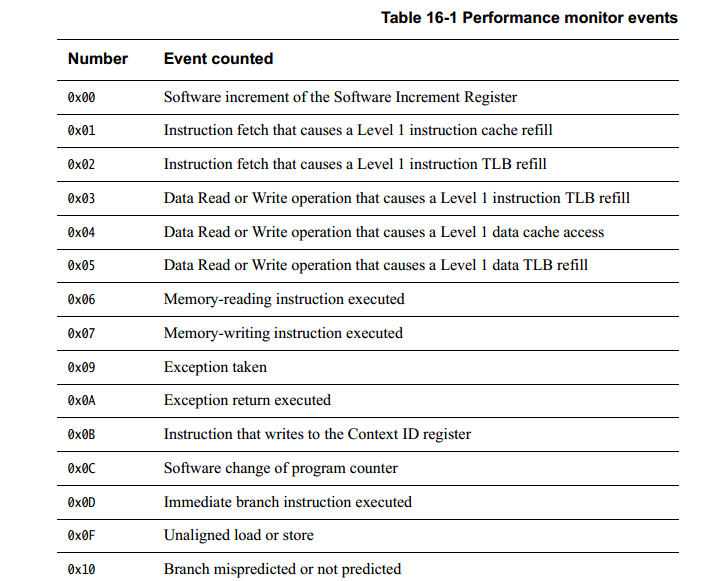 Table 16-1 Performance monitor events
Number Event counted
0x00 Software increment of the Software Increment Register
0x01 Instruction fetch that causes a Level 1 instruction cache refill
0x02 Instruction fetch that causes a Level 1 instruction TLB refill
0x03 Data Read or Write operation that causes a Level 1 instruction TLB refill
0x04 Data Read or Write operation that causes a Level 1 data cache access
0x05 Data Read or Write operation that causes a Level 1 data TLB refill
0x06 Memory-reading instruction executed
0x07 Memory-writing instruction executed
0x09 Exception taken
0x0A Exception return executed
0x0B Instruction that writes to the Context ID register
0x0C Software change of program counter
0x0D Immediate branch instruction executed
0x0F Unaligned load or store
0x10 Branch mispredicted or not predicted